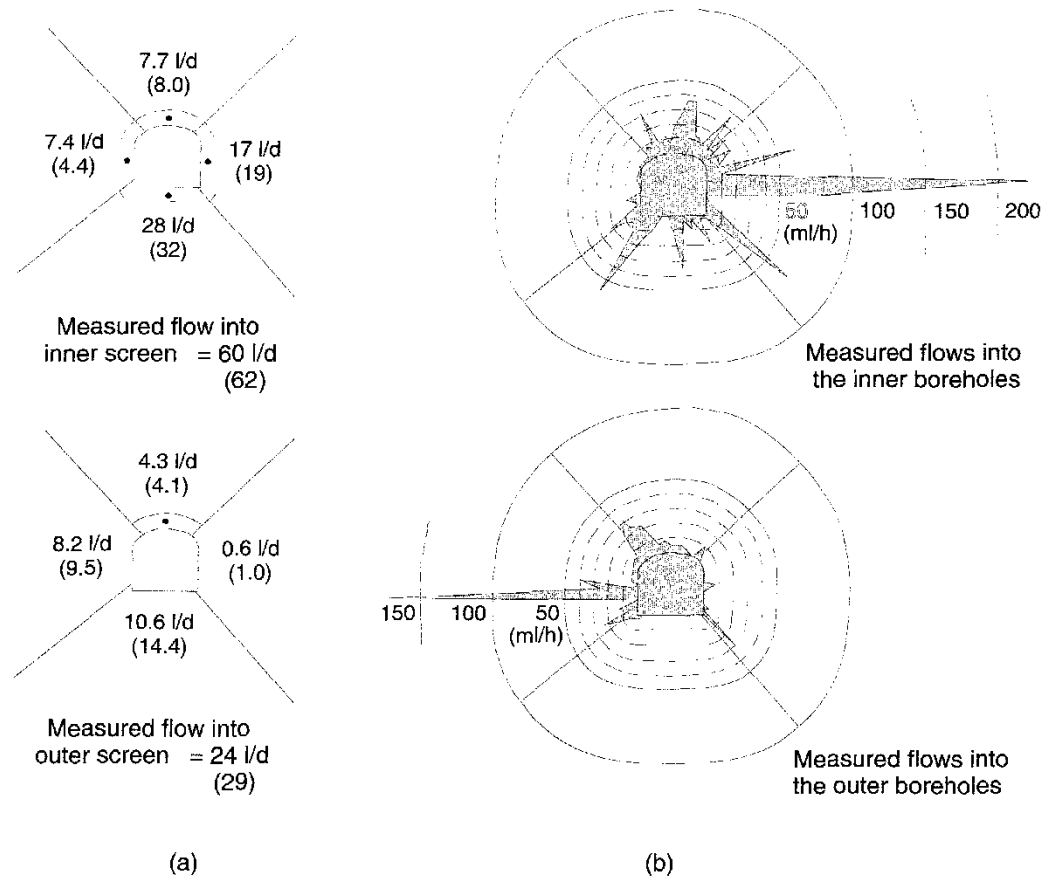 7.7 l/d
(8.0)
7.4 l/d
(4.4)
17 l/d
(19)
28 l/d
(32)
Measured flow into
inner screen = 60 l/d
(62)
50 100 150 200
(ml/h)
Measured flows into
the inner boreholes
4.3 l/d
(4.1)
8.2 l/d
(9.5)
0.6 l/d
(1.0)
10.6 l/d
(14.4)
Measured flow into
outer screen = 24 l/d
(29)
150 100 50
(ml/h)
Measured flows into
the outer boreholes
(a)
(b)